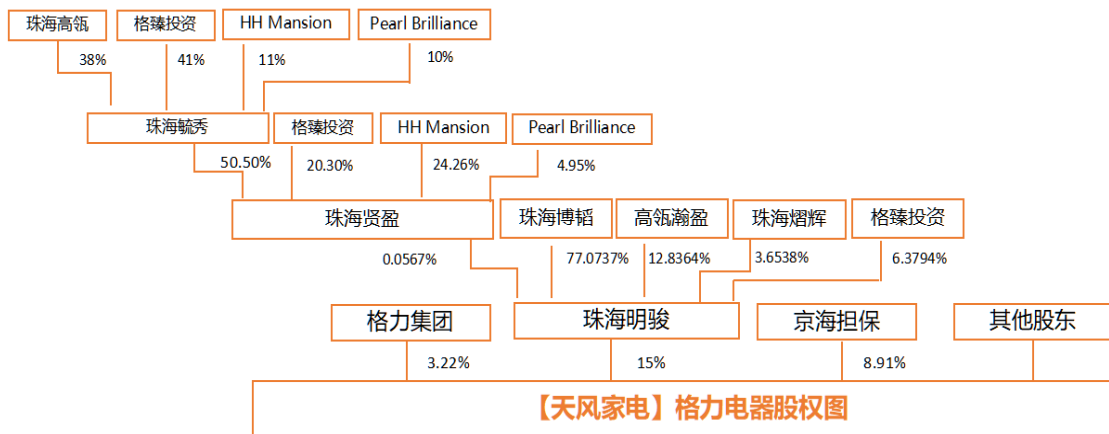 珠海高瓴 格臻投资 HH Mansion Pearl Brilliance
38% 41% 11% 10%
珠海毓秀 格臻投资 HH Mansion Pearl Brilliance
50.50% 20.30% 24.26% 4.95%
珠海贤盈 珠海博韬 高瓴瀚盈 珠海熠辉 格臻投资
0.0567% 77.0737% 12.8364% 3.6538% 6.3794%
格力集团 珠海明骏 京海担保 其他股东
3.22% 15% 8.91%
【天风家电】格力电器股权图